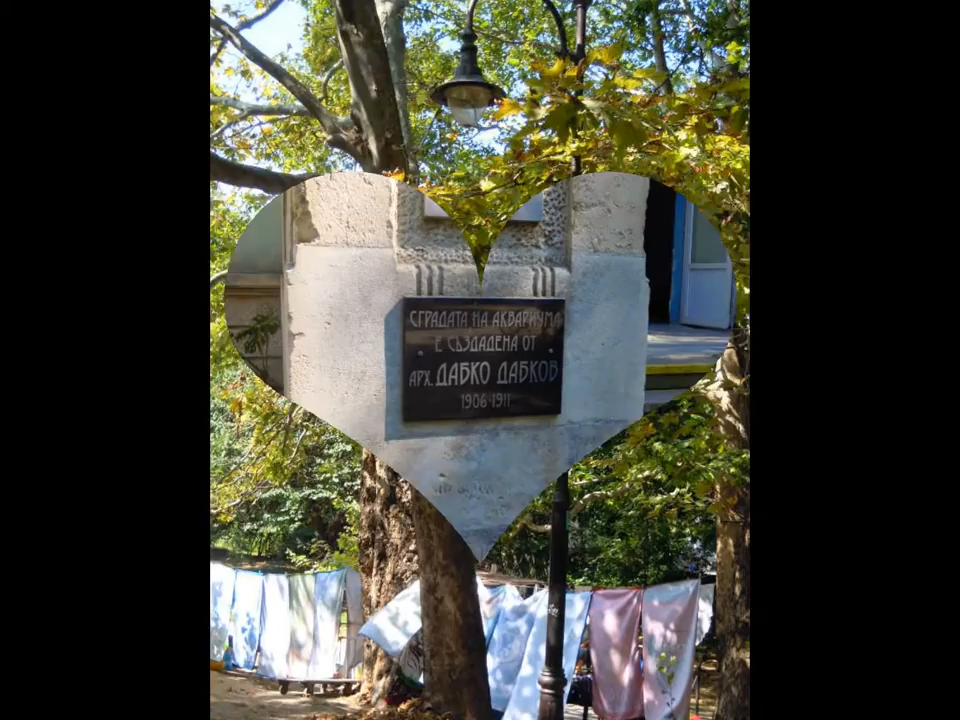 СГРАДАТА НА АКВАРИУМА
Е СЪЗДАДЕНА ОТ
АРХ. ДАБКО ДАБКОВ
1906-1911